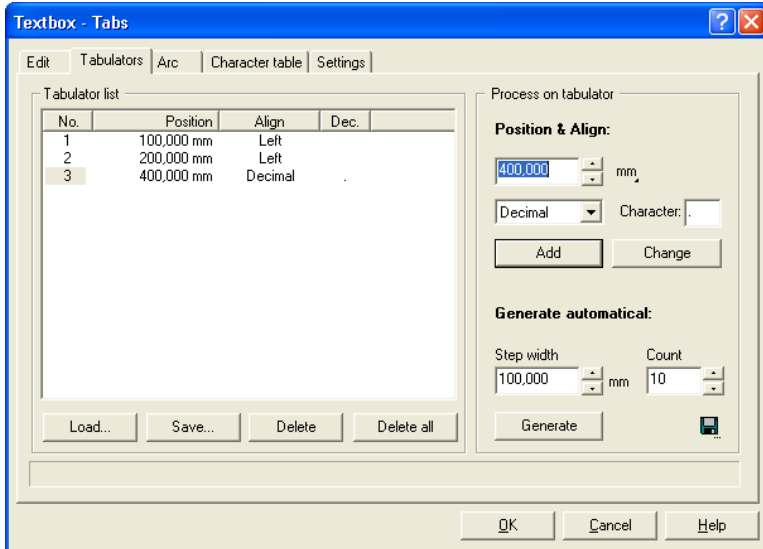 Textbox - Tabs
Edit Tabulators Arc Character table Settings
Tabulator list
No. Position Align Dec.
1 100,000 mm Left
2 200,000 mm Left
3 400,000 mm Decimal .
Load... Save... Delete Delete all
Process on tabulator
Position & Align:
400,000 mm
Decimal Character: .
Add Change
Generate automatical:
Step width Count
100,000 mm 10
Generate
OK Cancel Help